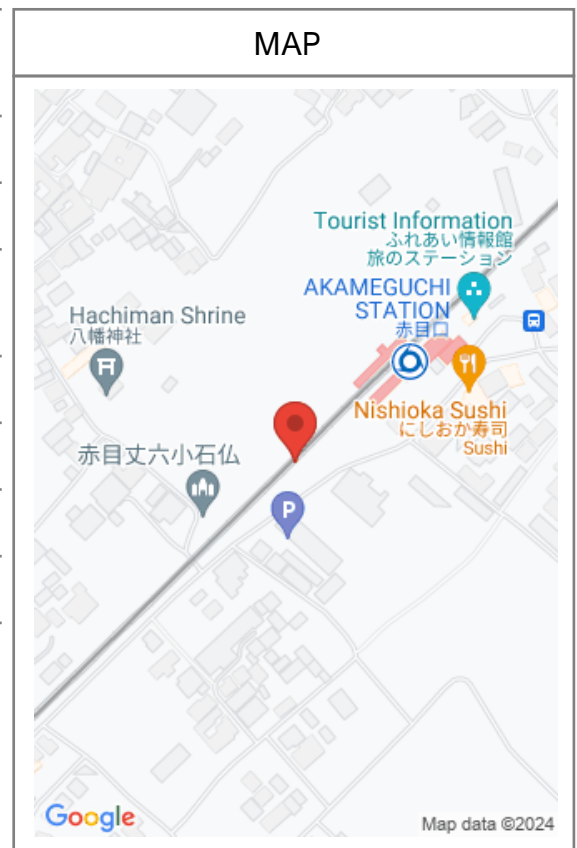 MAP
Tourist Information
ふれあい情報館
旅のステーション
AKAMEGUCHI
STATION
赤目口
Hachiman Shrine
八幡神社
Nishioka Sushi
にしおか寿司
Sushi
赤目丈六小石仏
P
Google
Map data ©2024